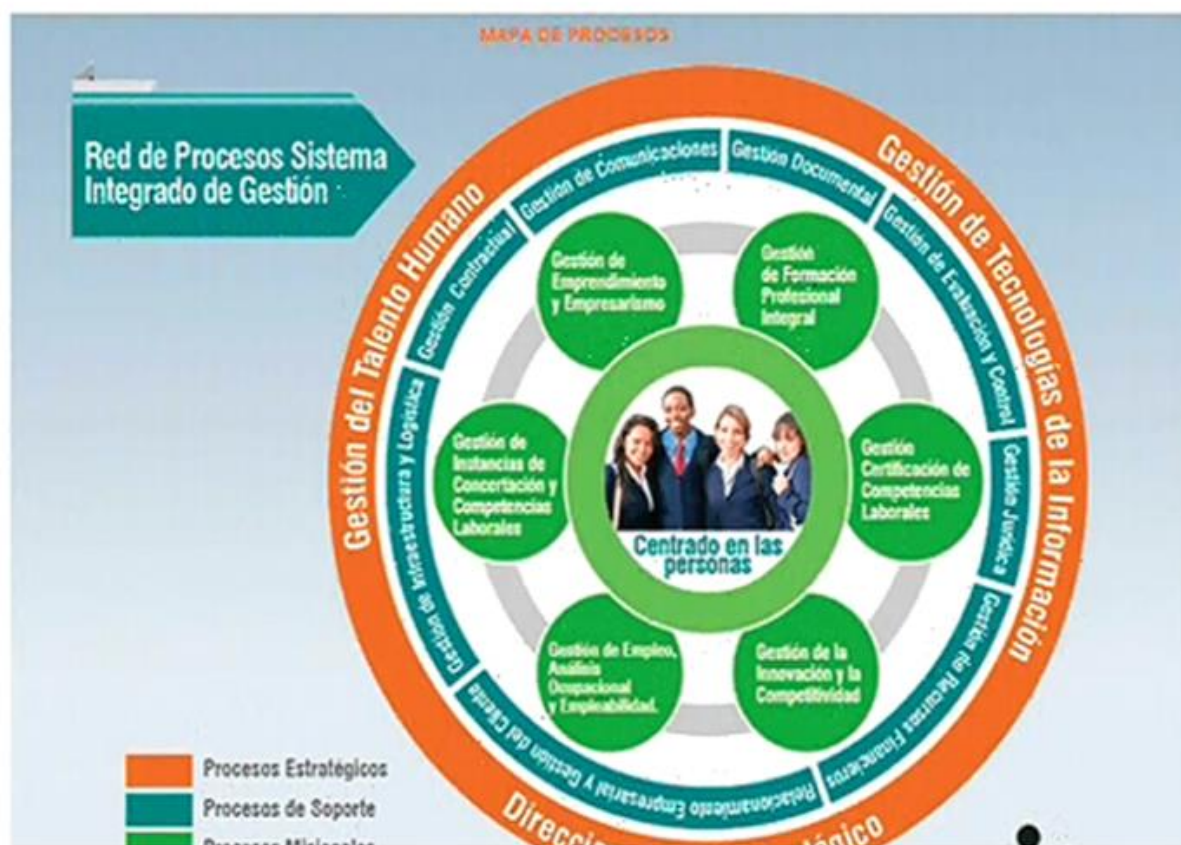 MAPA DE PROCESOS
Red de Procesos Sistema
Integrado de Gestión
Gestión del Talento Humano
Gestión de Tecnologías de la Información
Gestión Contractual
Gestión de Comunicaciones
Gestión Documental
Gestión de Evaluación y Control
Gestión Jurídica
Gestión de Recursos Financieros
Relacionamiento Empresarial y Gestión del Cliente
Gestión de Infraestructura y Logística
Gestión de
Emprendimiento
y Empresarismo
Gestión
de Formación
Profesional
Integral
Gestión de
Instancias de
Concertación y
Competencias
Laborales
Gestión
Certificación de
Competencias
Laborales
Centrado en las
personas
Gestión de Empleo,
Análisis
Ocupacional
y Empleabilidad.
Gestión de la
Innovación y la
Competitividad
Procesos Estratégicos
Procesos de Soporte
Procesos Misionales